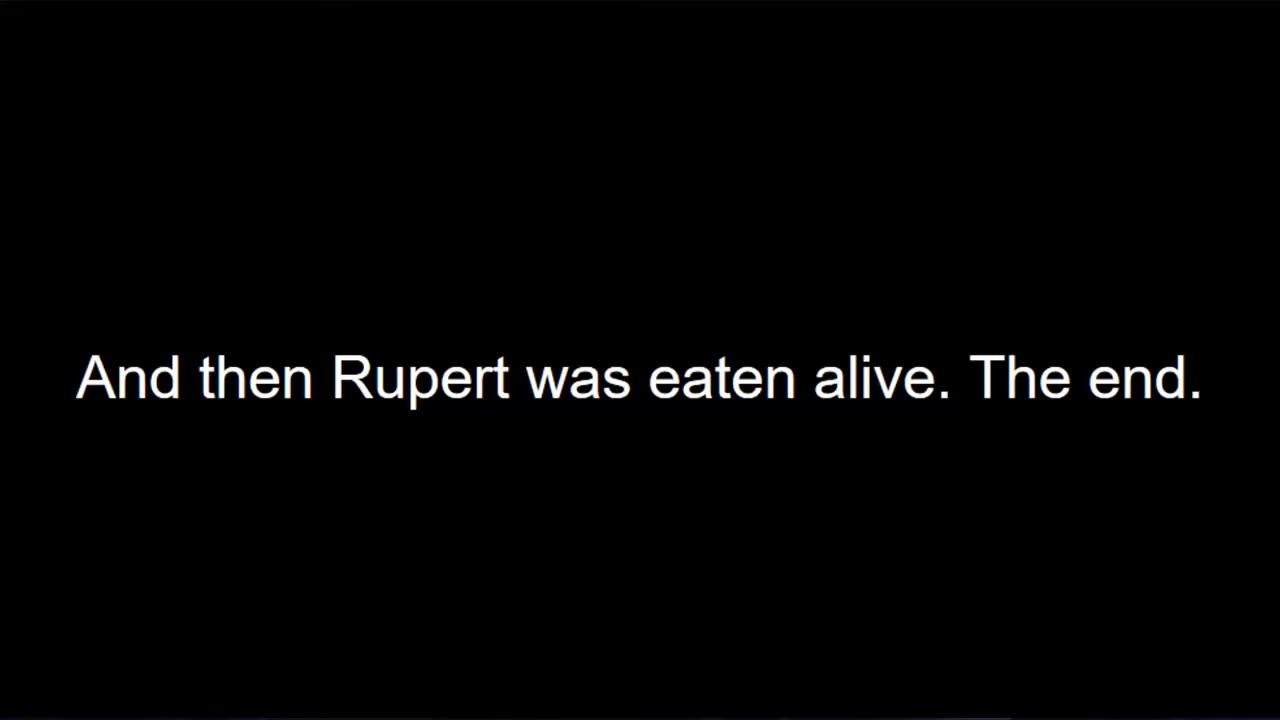 And then Rupert was eaten alive. The end.